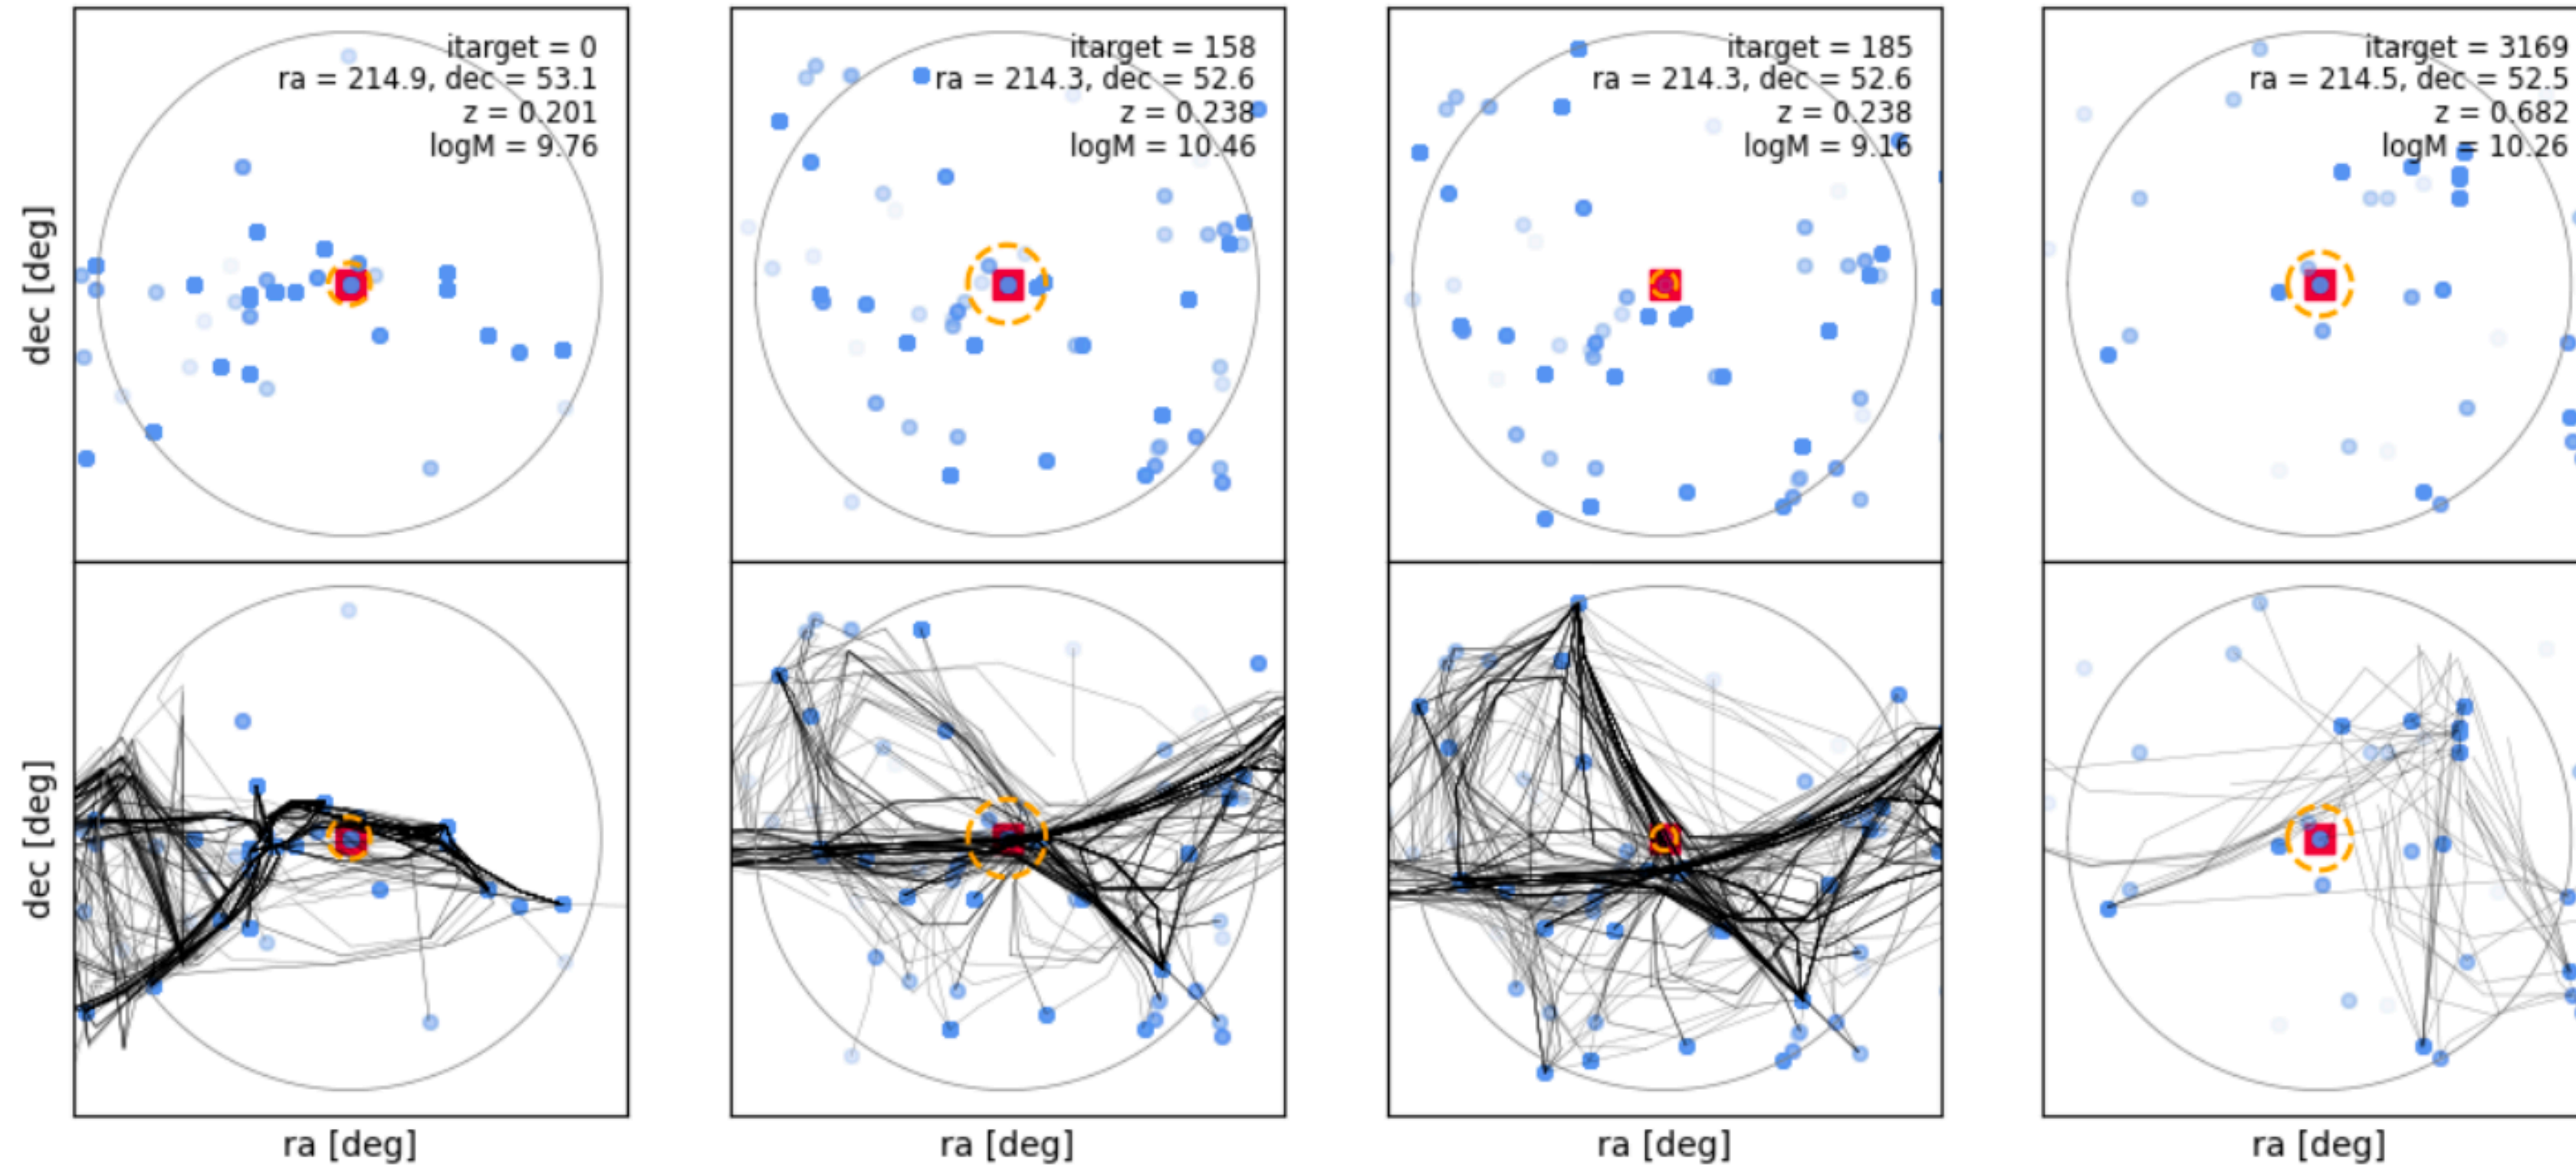 itarget = 0
ra = 214.9, dec = 53.1
z = 0.201
logM = 9.76
itarget = 158
ra = 214.3, dec = 52.6
z = 0.238
logM = 10.46
itarget = 185
ra = 214.3, dec = 52.6
z = 0.238
logM = 9.16
itarget = 3169
ra = 214.5, dec = 52.5
z = 0.682
logM = 10.26
dec [deg]
dec [deg]
ra [deg]
ra [deg]
ra [deg]
ra [deg]